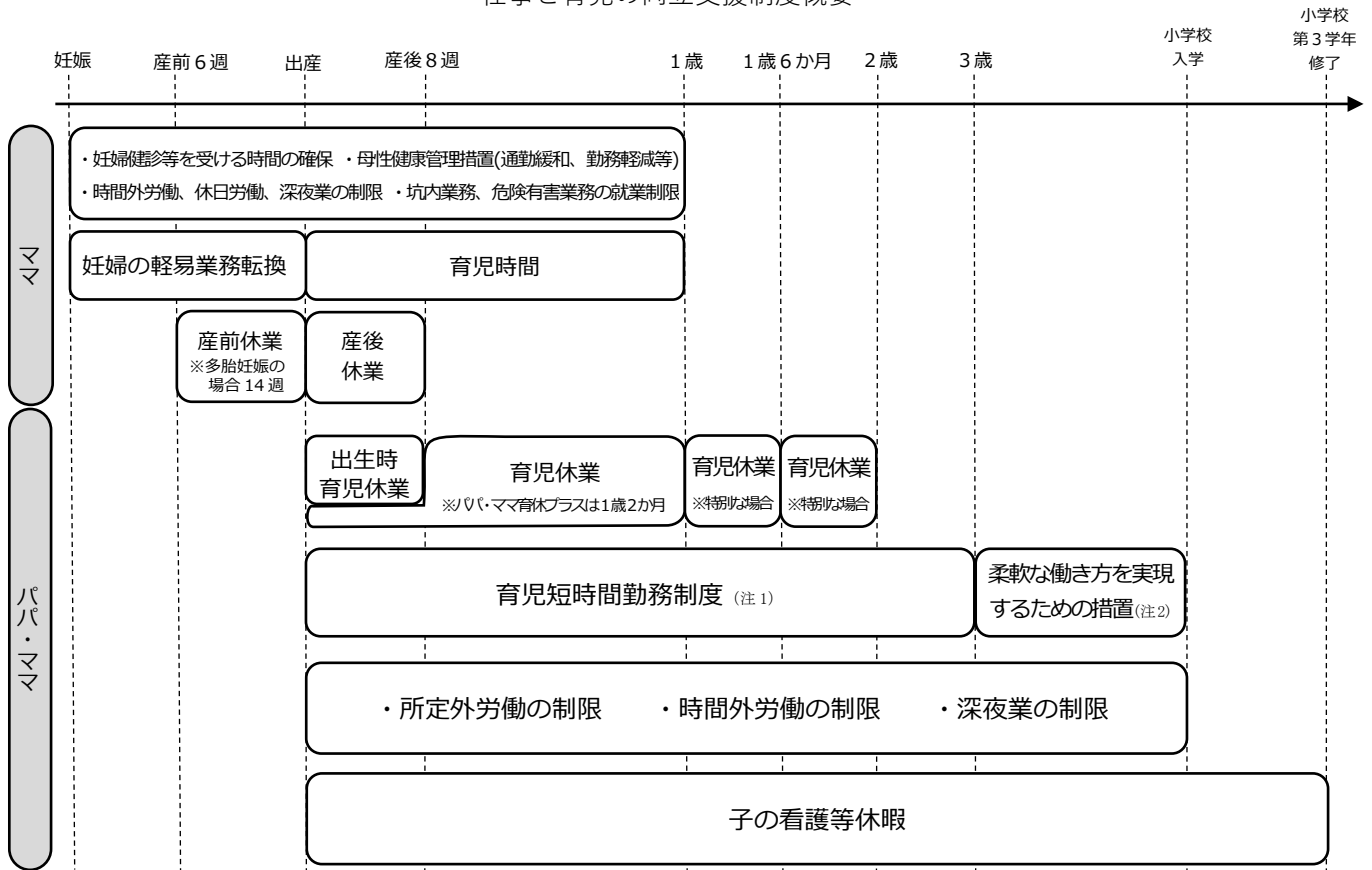 仕事と育児の両立支援制度概要
小学校
第3学年
修了
小学校
入学
妊娠 産前6週 出産 産後8週 1歳 1歳6か月 2歳 3歳
ママ
・妊婦健診等を受ける時間の確保 ・母性健康管理措置(通勤緩和、勤務軽減等)
・時間外労働、休日労働、深夜業の制限 ・坑内業務、危険有害業務の就業制限
妊婦の軽易業務転換 育児時間
産前休業
※多胎妊娠の
場合14週
産後
休業
パパ・ママ
出生時
育児休業
育児休業
※パパ・ママ育休プラスは1歳2か月
育児休業
※特別な場合
育児休業
※特別な場合
育児短時間勤務制度 (注1)
柔軟な働き方を実現
するための措置(注2)
・所定外労働の制限 ・時間外労働の制限 ・深夜業の制限
子の看護等休暇